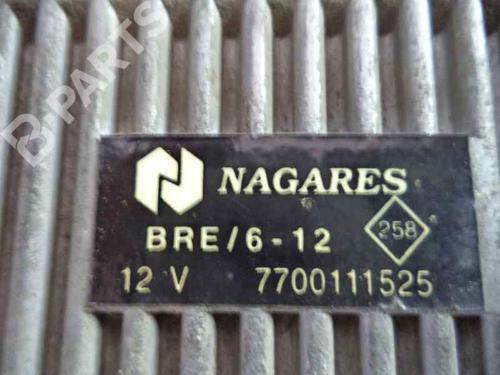 B-PARTS
NAGARES
BRE/6-12
258
12 V 7700111525